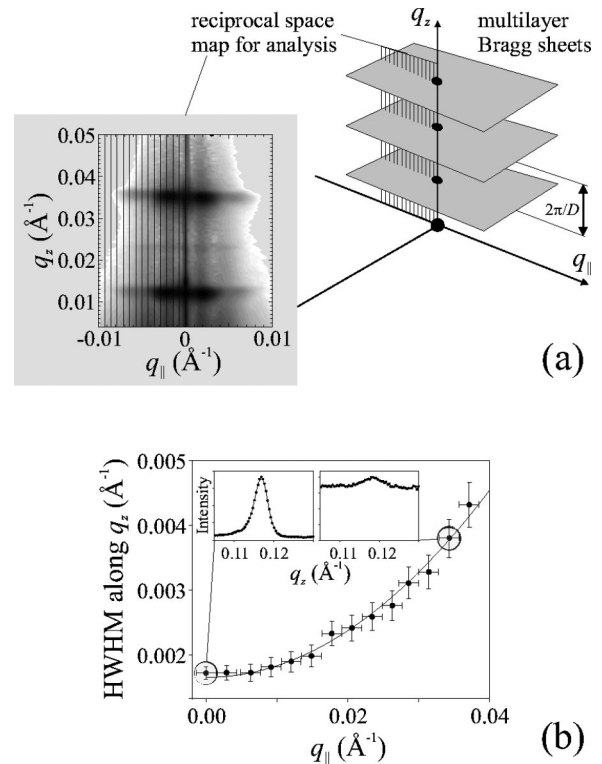 reciprocal space
map for analysis
q_z
multilayer
Bragg sheets
2π/D
q_∥
0.05
0.04
0.03
0.02
0.01
q_z (Å⁻¹)
-0.01 0 0.01
q_∥ (Å⁻¹)
(a)
0.005
0.004
0.003
0.002
HWHM along q_z (Å⁻¹)
Intensity
0.11 0.12
0.11 0.12
q_z (Å⁻¹)
0.00 0.02 0.04
q_∥ (Å⁻¹)
(b)